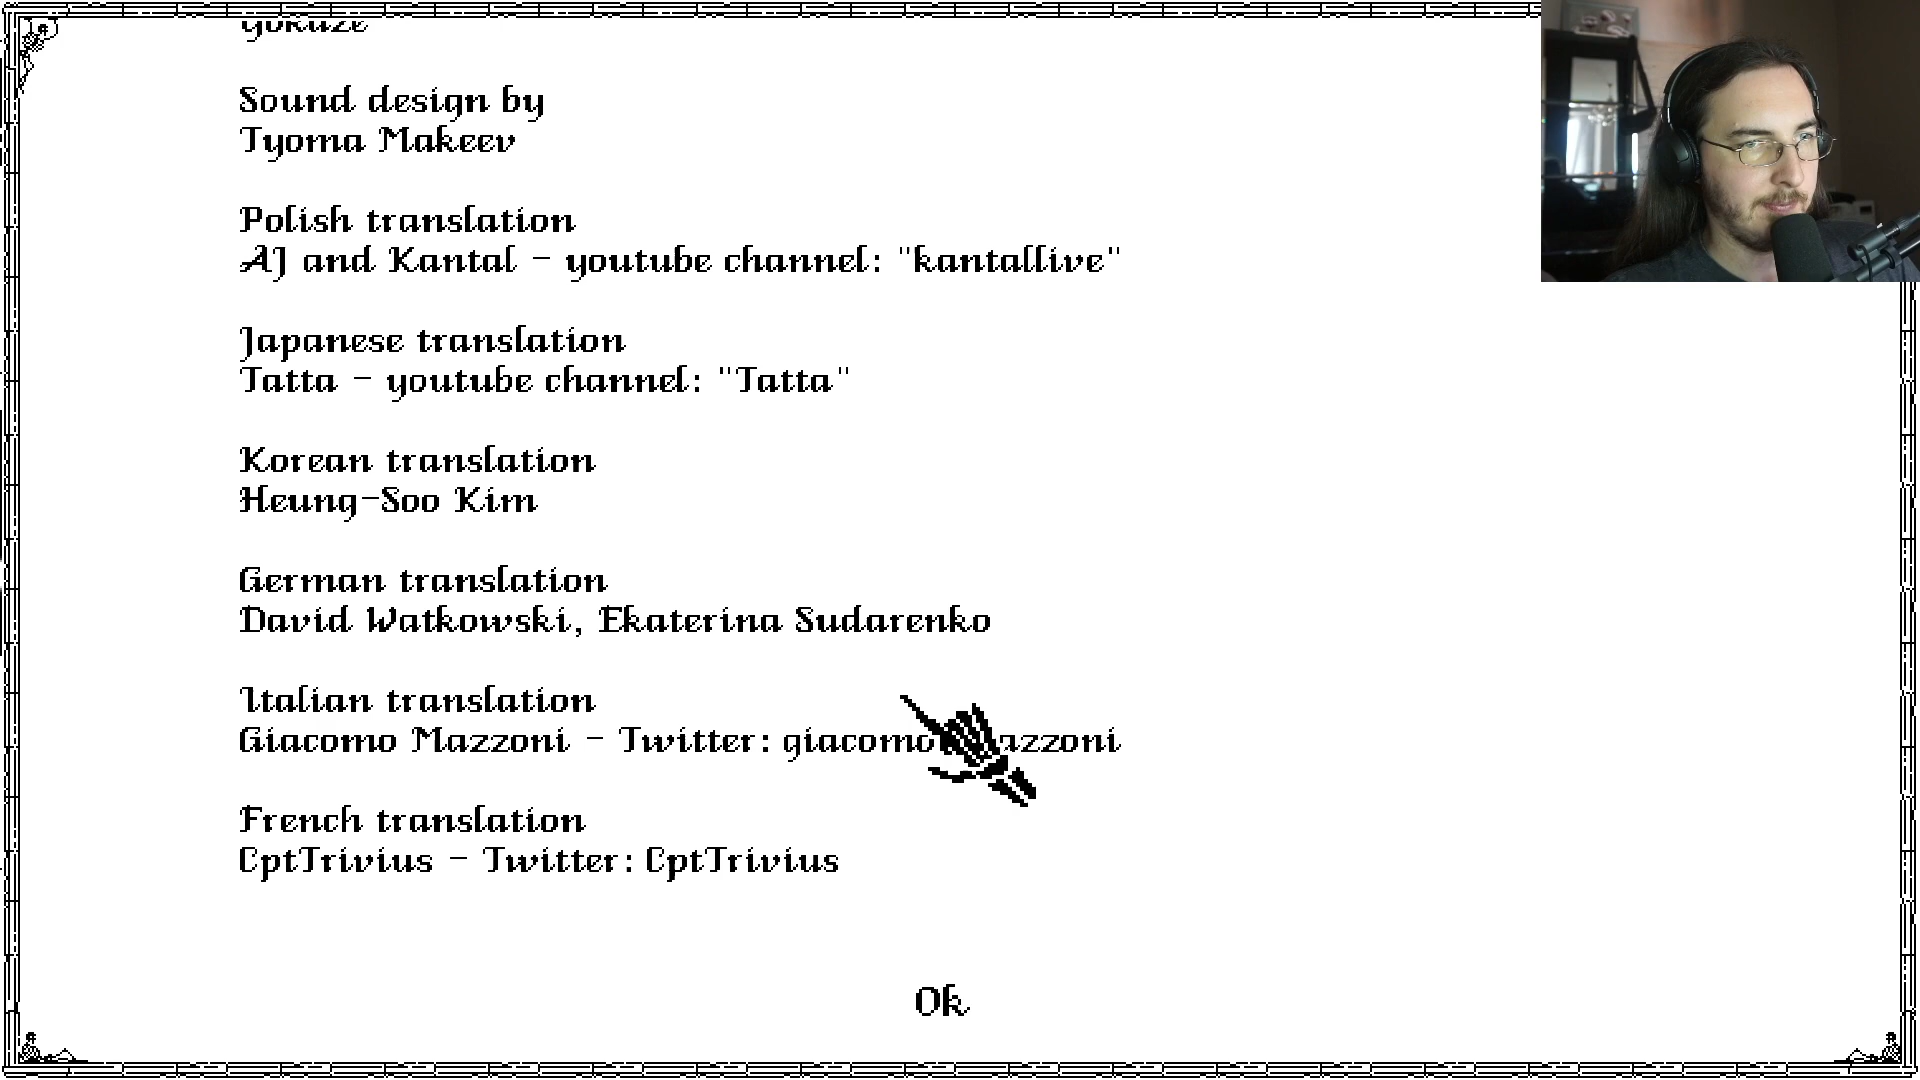 Sound design by
Tyoma Makeev
Polish translation
AJ and Kantal - youtube channel: "kantallive"
Japanese translation
Tatta - youtube channel: "Tatta"
Korean translation
Heung-Soo Kim
German translation
David Watkowski, Ekaterina Sudarenko
Italian translation
Giacomo Mazzoni - Twitter:
French translation
CptTrivius - Twitter: CptTrivius
Ok